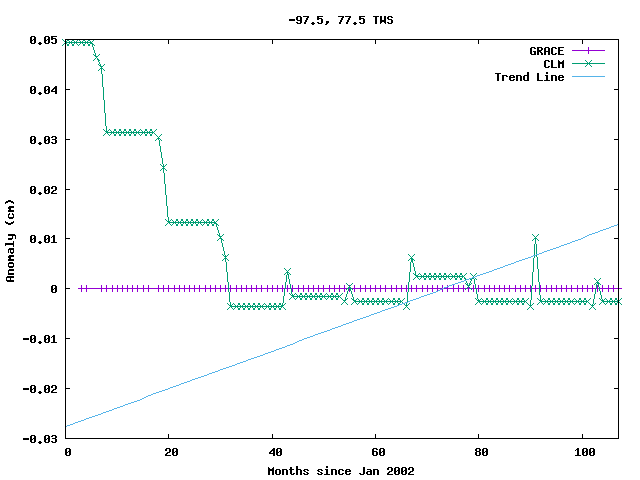 -97.5, 77.5 TWS
GRACE
CLM
Trend Line
0.05
0.04
0.03
0.02
0.01
0
-0.01
-0.02
-0.03
Anomaly (cm)
0 20 40 60 80 100
Months since Jan 2002